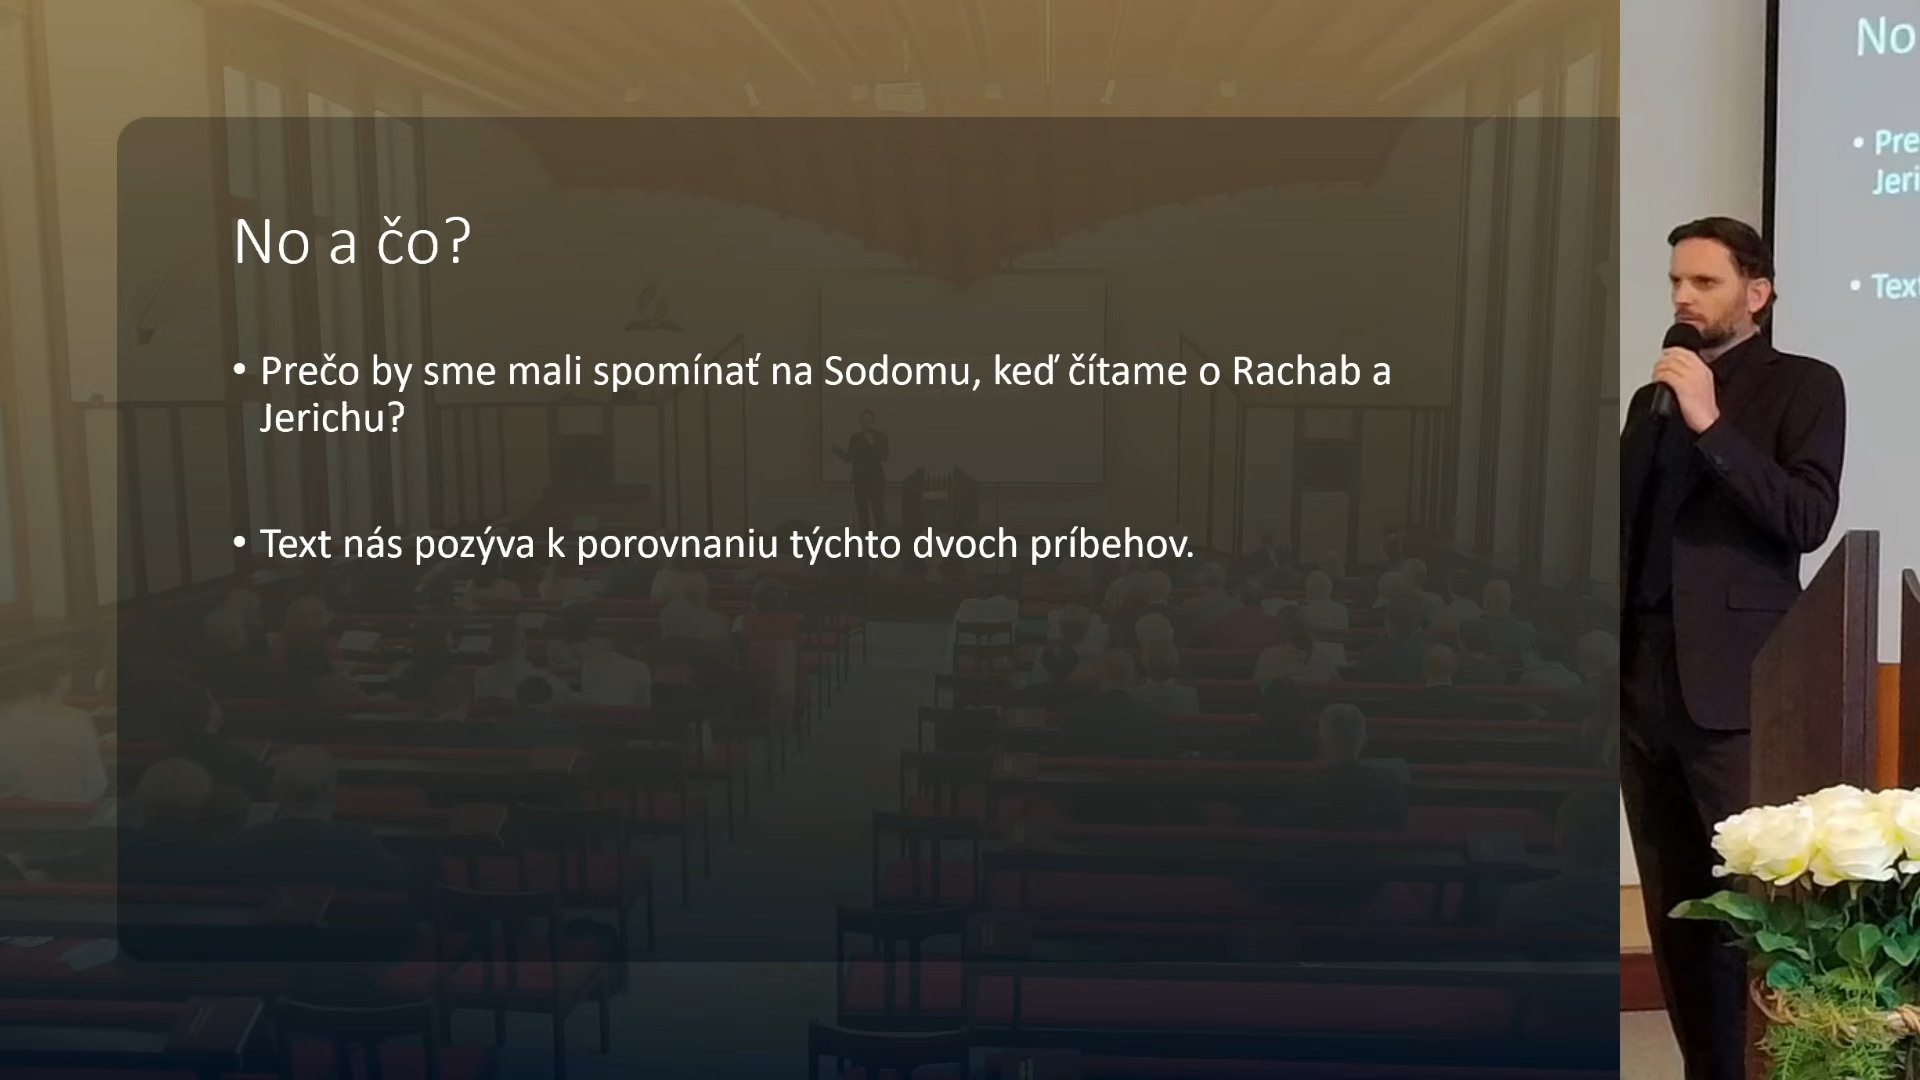 No a čo?
• Prečo by sme mali spomínať na Sodomu, keď čítame o Rachab a
Jerichu?
• Text nás pozýva k porovnaniu týchto dvoch príbehov.
No
• Pre
Jeri
• Text